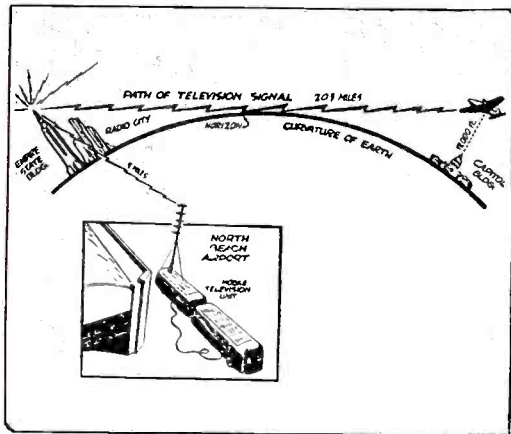 PATH OF TELEVISION SIGNAL 203 MILES
RADIO CITY
HORIZON
CURVATURE OF EARTH
EMPIRE
STATE
BLDG.
CAPITOL
BLDG.
MILES
NORTH
BEACH
AIRPORT
MOBILE
TELEVISION
UNIT